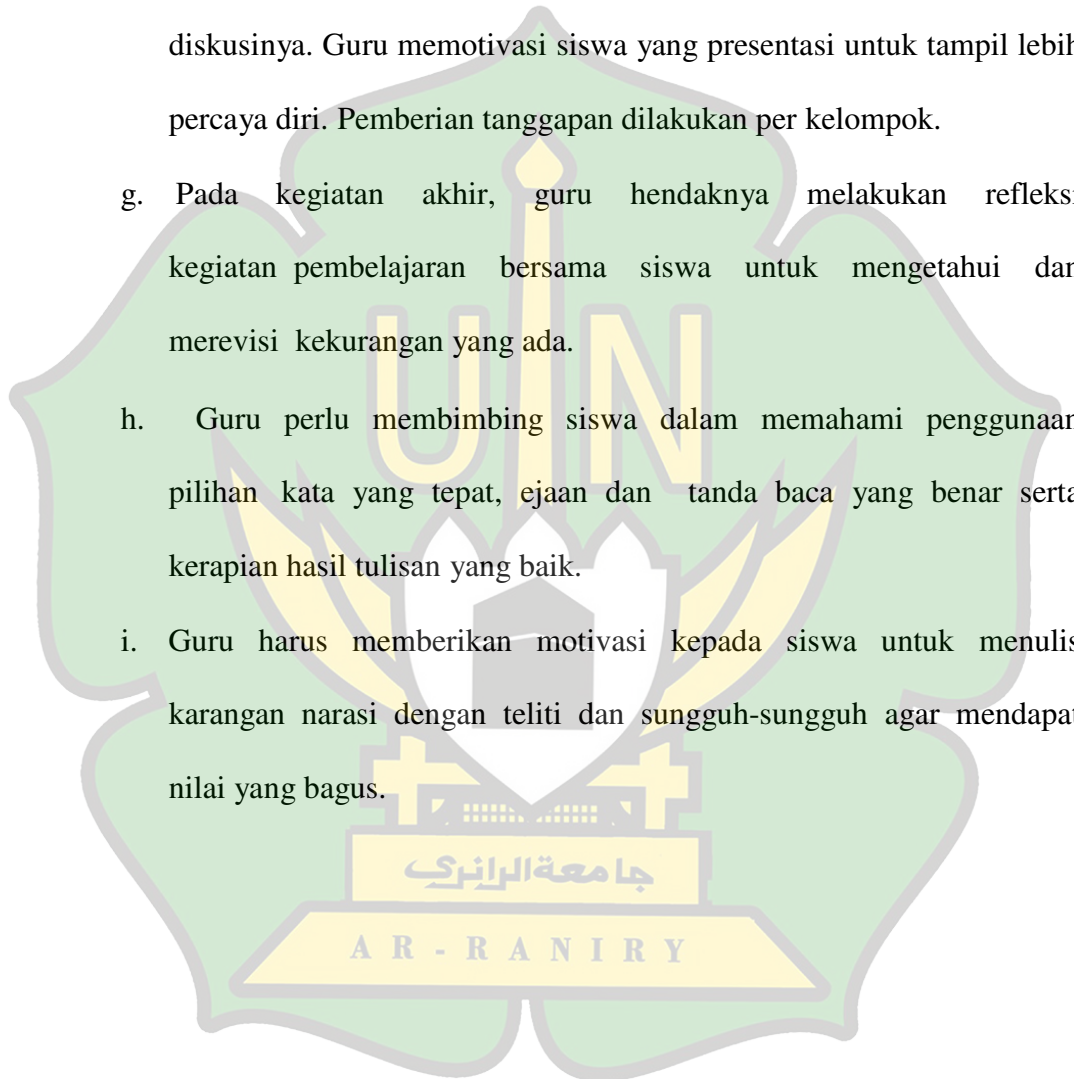 diskusinya. Guru memotivasi siswa yang presentasi untuk tampil lebih
percaya diri. Pemberian tanggapan dilakukan per kelompok.
g. Pada kegiatan akhir, guru hendaknya melakukan refleksi
kegiatan pembelajaran bersama siswa untuk mengetahui dan
merevisi kekurangan yang ada.
h. Guru perlu membimbing siswa dalam memahami penggunaan
pilihan kata yang tepat, ejaan dan tanda baca yang benar serta
kerapian hasil tulisan yang baik.
i. Guru harus memberikan motivasi kepada siswa untuk menulis
karangan narasi dengan teliti dan sungguh-sungguh agar mendapat
nilai yang bagus.
UIN
جامعةالرانري
AR-RANIRY